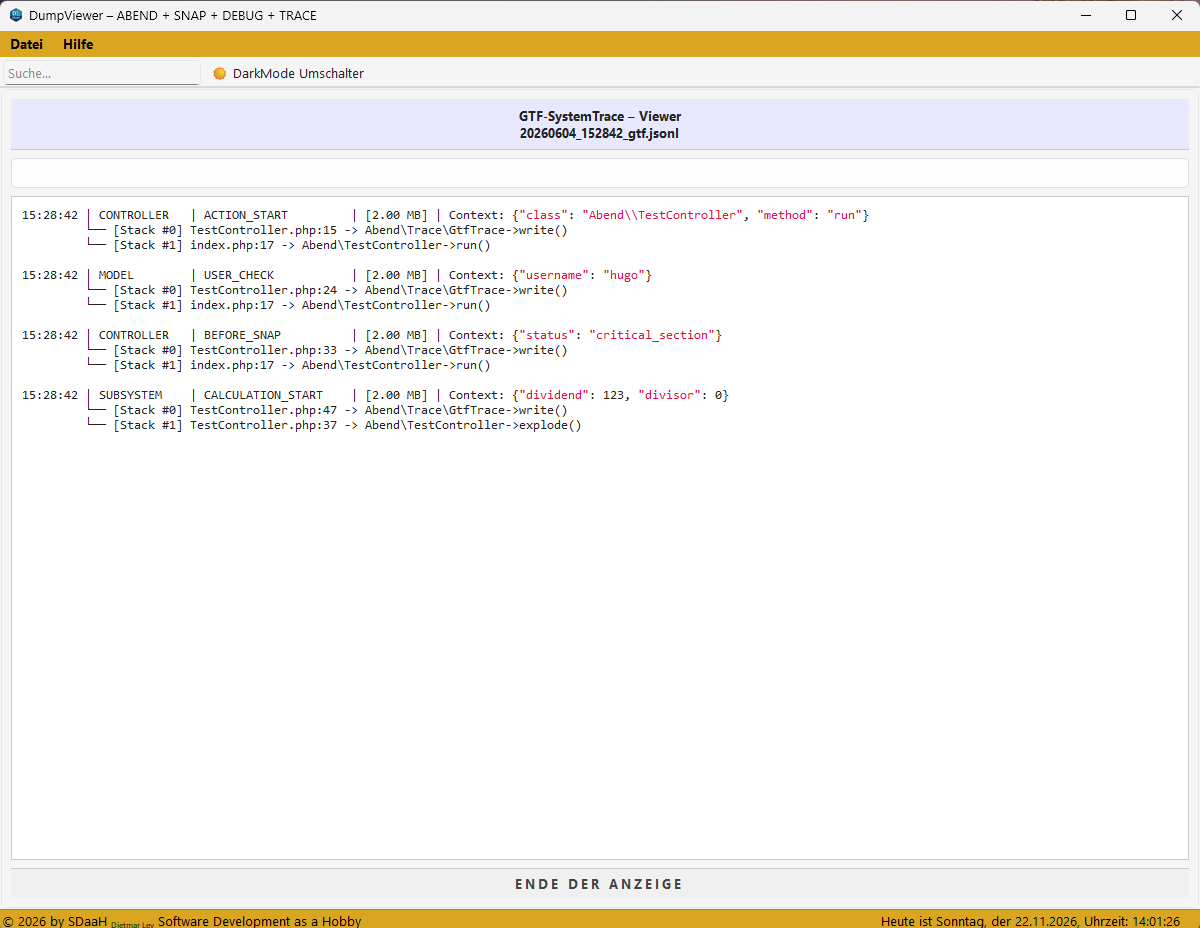 DumpViewer – ABEND + SNAP + DEBUG + TRACE
Datei Hilfe
Suche... DarkMode Umschalter
GTF-SystemTrace – Viewer
20260604_152842_gtf.jsonl
15:28:42 | CONTROLLER | ACTION_START | [2.00 MB] | Context: {"class": "Abend\\TestController", "method": "run"}
└── [Stack #0] TestController.php:15 -> Abend\Trace\GtfTrace->write()
└── [Stack #1] index.php:17 -> Abend\TestController->run()
15:28:42 | MODEL | USER_CHECK | [2.00 MB] | Context: {"username": "hugo"}
└── [Stack #0] TestController.php:24 -> Abend\Trace\GtfTrace->write()
└── [Stack #1] index.php:17 -> Abend\TestController->run()
15:28:42 | CONTROLLER | BEFORE_SNAP | [2.00 MB] | Context: {"status": "critical_section"}
└── [Stack #0] TestController.php:33 -> Abend\Trace\GtfTrace->write()
└── [Stack #1] index.php:17 -> Abend\TestController->run()
15:28:42 | SUBSYSTEM | CALCULATION_START | [2.00 MB] | Context: {"dividend": 123, "divisor": 0}
└── [Stack #0] TestController.php:47 -> Abend\Trace\GtfTrace->write()
└── [Stack #1] TestController.php:37 -> Abend\TestController->explode()
ENDE DER ANZEIGE
© 2026 by SDaaH Dietmar Ley Software Development as a Hobby Heute ist Sonntag, der 22.11.2026, Uhrzeit: 14:01:26